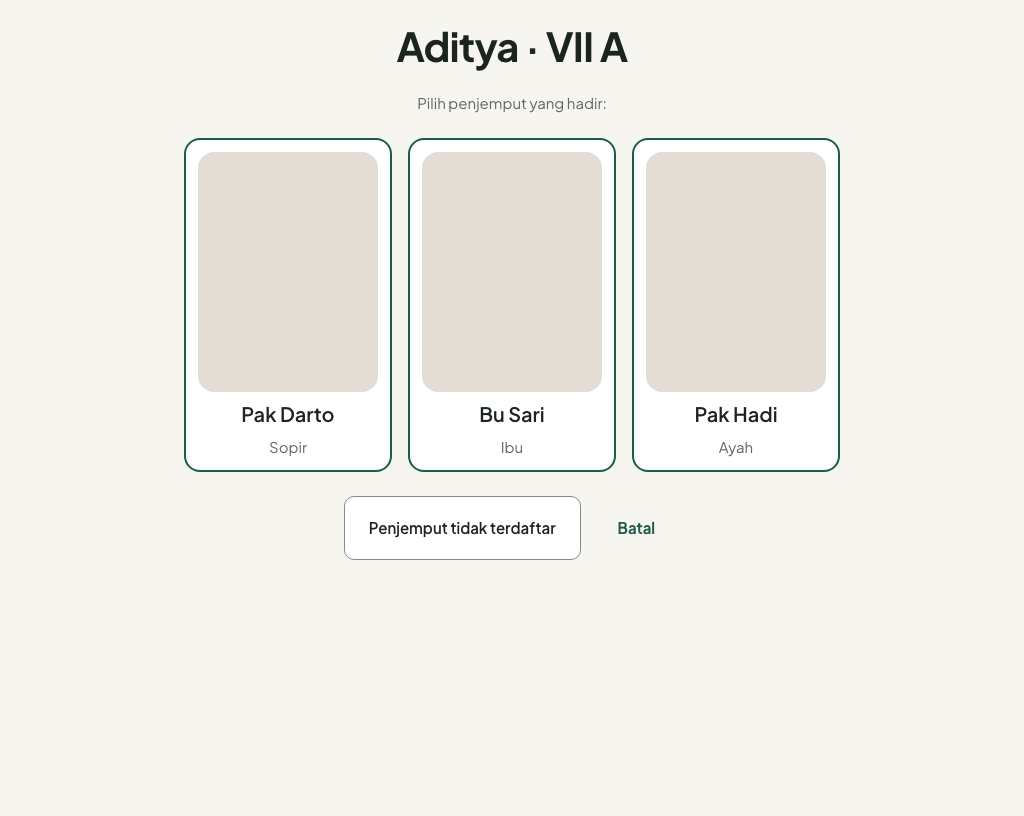 Aditya · VII A
Pilih penjemput yang hadir:
Pak Darto
Sopir
Bu Sari
Ibu
Pak Hadi
Ayah
Penjemput tidak terdaftar
Batal